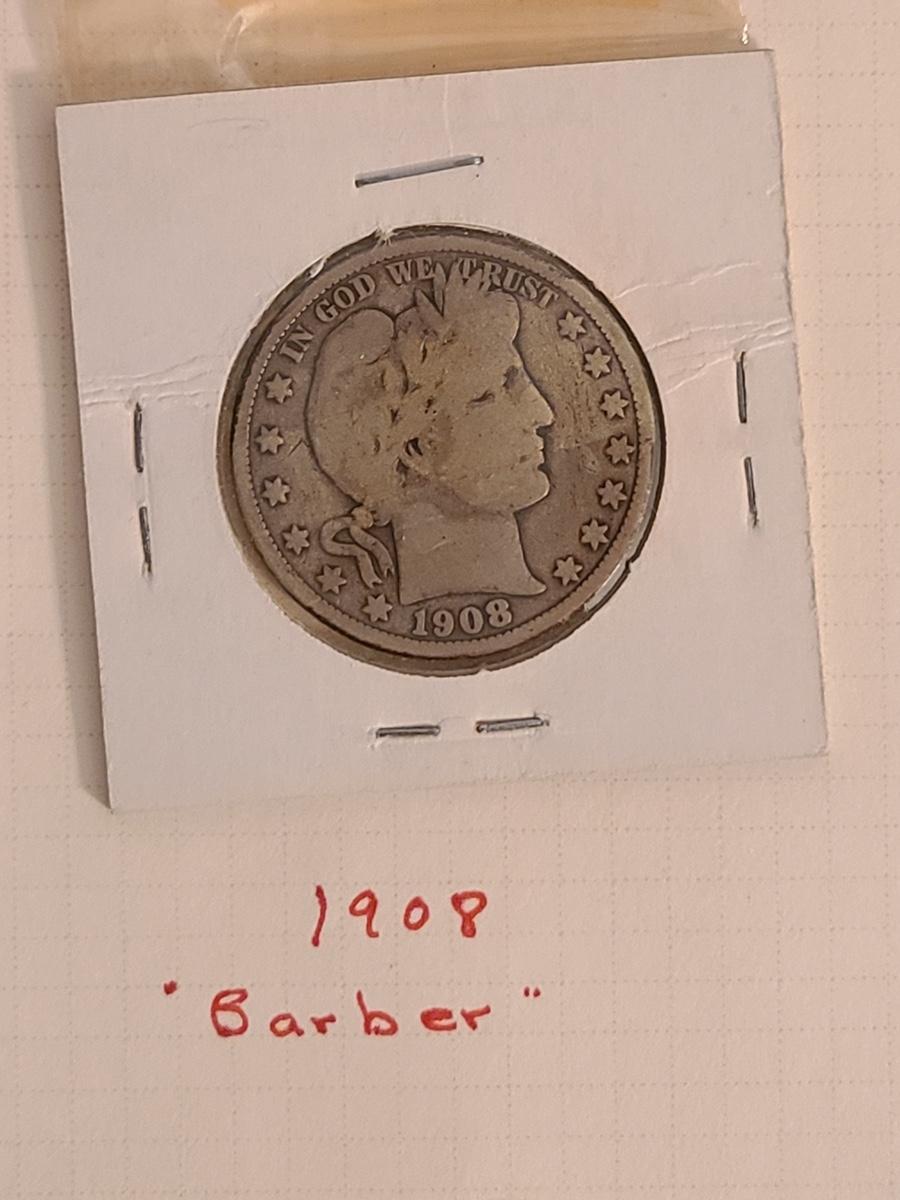 IN GOD WE TRUST
1908
1908
"Barber"